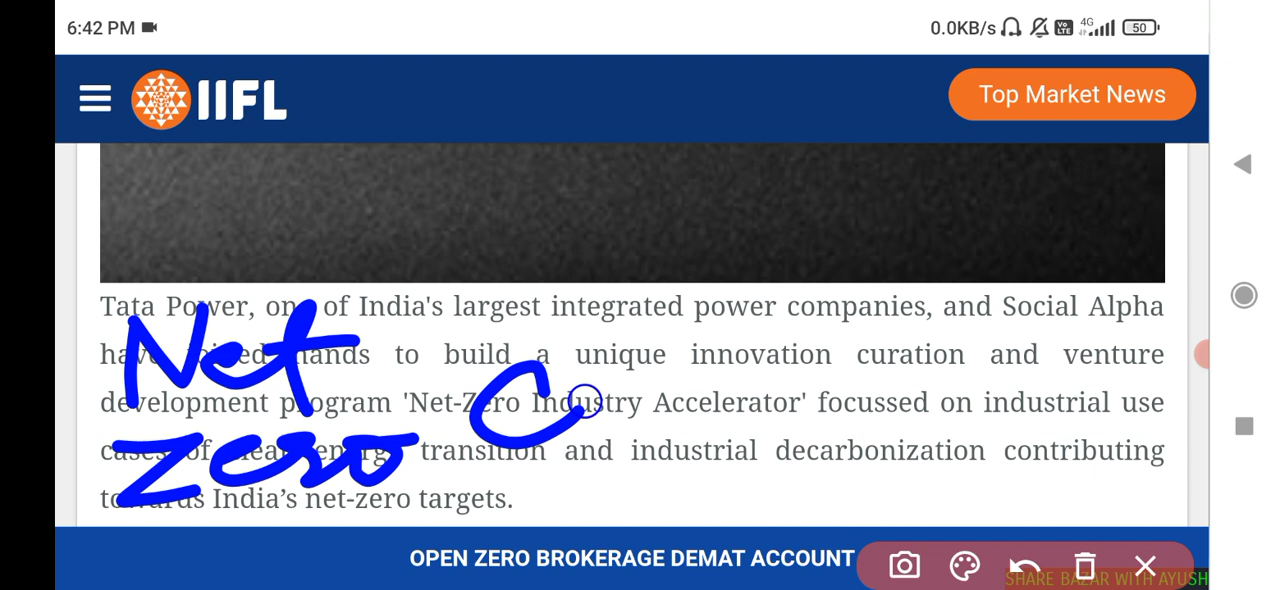 6:42 PM 0.0KB/s Vo LTE 4G 50
IIFL Top Market News
Tata Power, one of India's largest integrated power companies, and Social Alpha
have joined hands to build a unique innovation curation and venture
development program 'Net-Zero Industry Accelerator' focussed on industrial use
cases of clean energy transition and industrial decarbonization contributing
towards India’s net-zero targets.
Net
zero
C
OPEN ZERO BROKERAGE DEMAT ACCOUNT
SHARE BAZAR WITH AYUSH